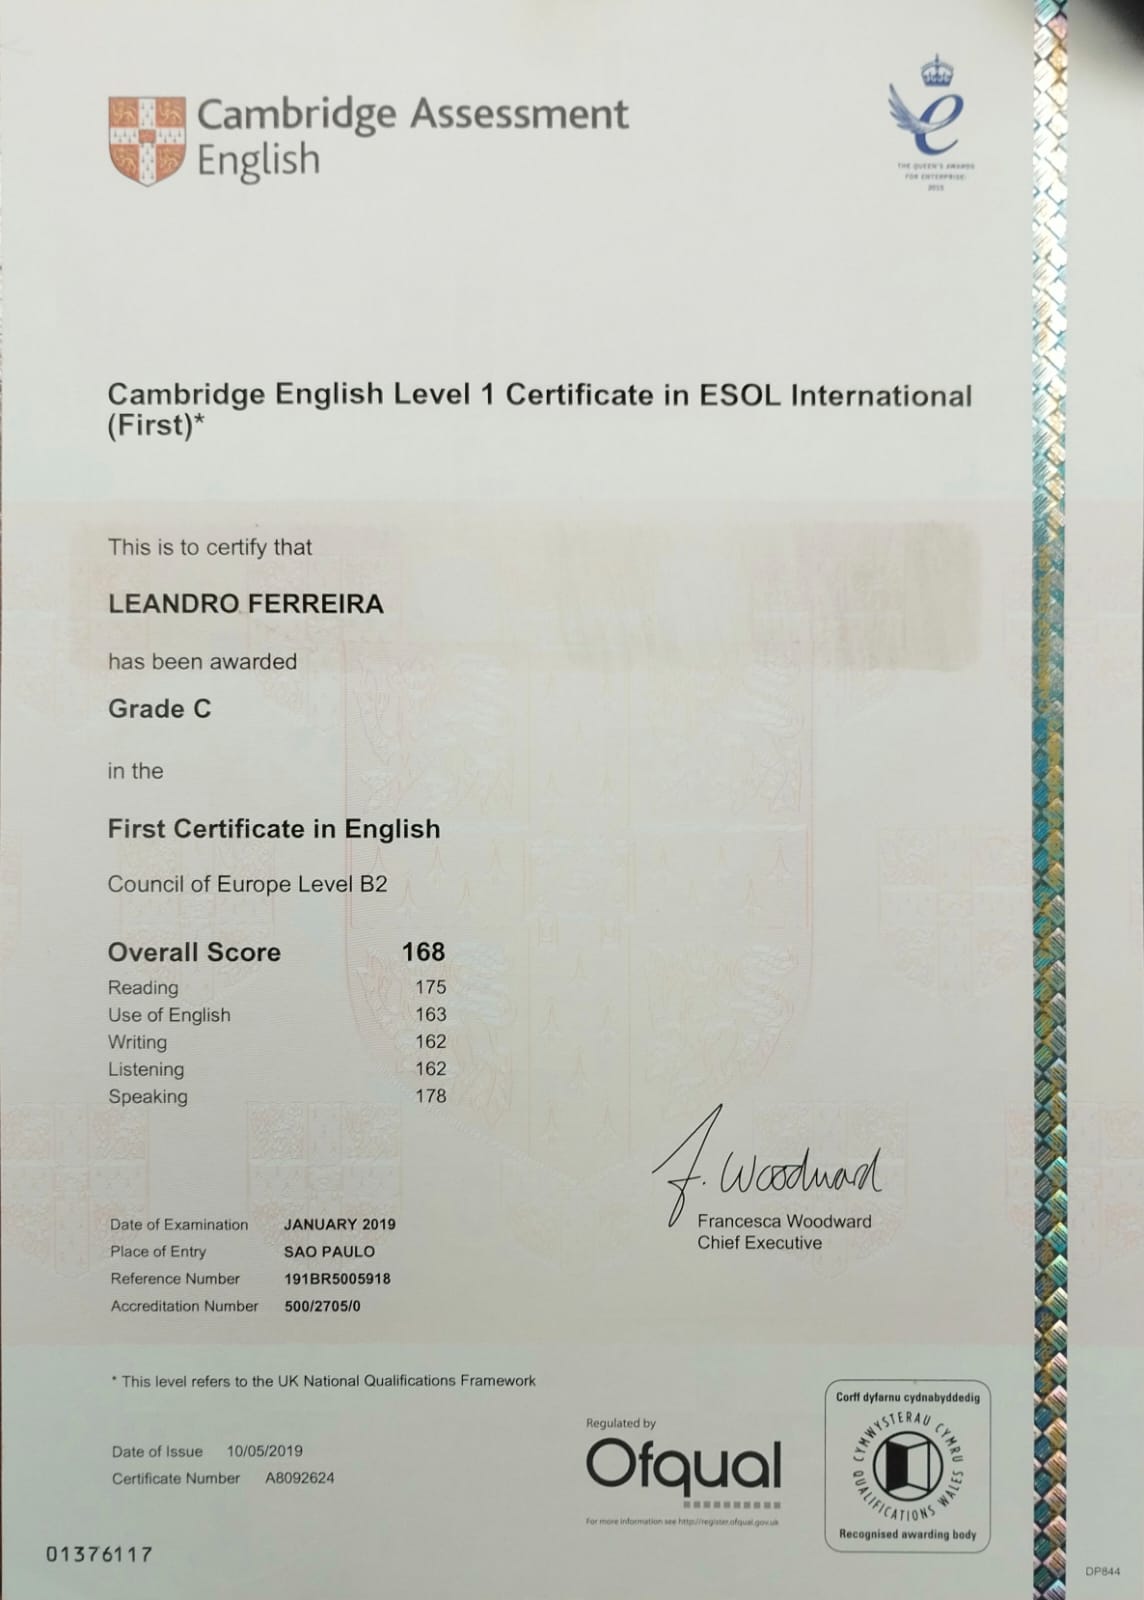 Cambridge Assessment
English
THE QUEEN'S AWARDS
FOR ENTERPRISE:
2015
Cambridge English Level 1 Certificate in ESOL International
(First)*
This is to certify that
LEANDRO FERREIRA
has been awarded
Grade C
in the
First Certificate in English
Council of Europe Level B2
Overall Score 168
Reading 175
Use of English 163
Writing 162
Listening 162
Speaking 178
F. Woodward
Francesca Woodward
Chief Executive
Date of Examination JANUARY 2019
Place of Entry SAO PAULO
Reference Number 191BR5005918
Accreditation Number 500/2705/0
* This level refers to the UK National Qualifications Framework
Date of Issue 10/05/2019
Certificate Number A8092624
Regulated by
Ofqual
For more information see http://register.ofqual.gov.uk
Corff dyfarnu cydnabyddedig
CYMWYSTERAU CYMRU
QUALIFICATIONS WALES
Recognised awarding body
01376117
DP844